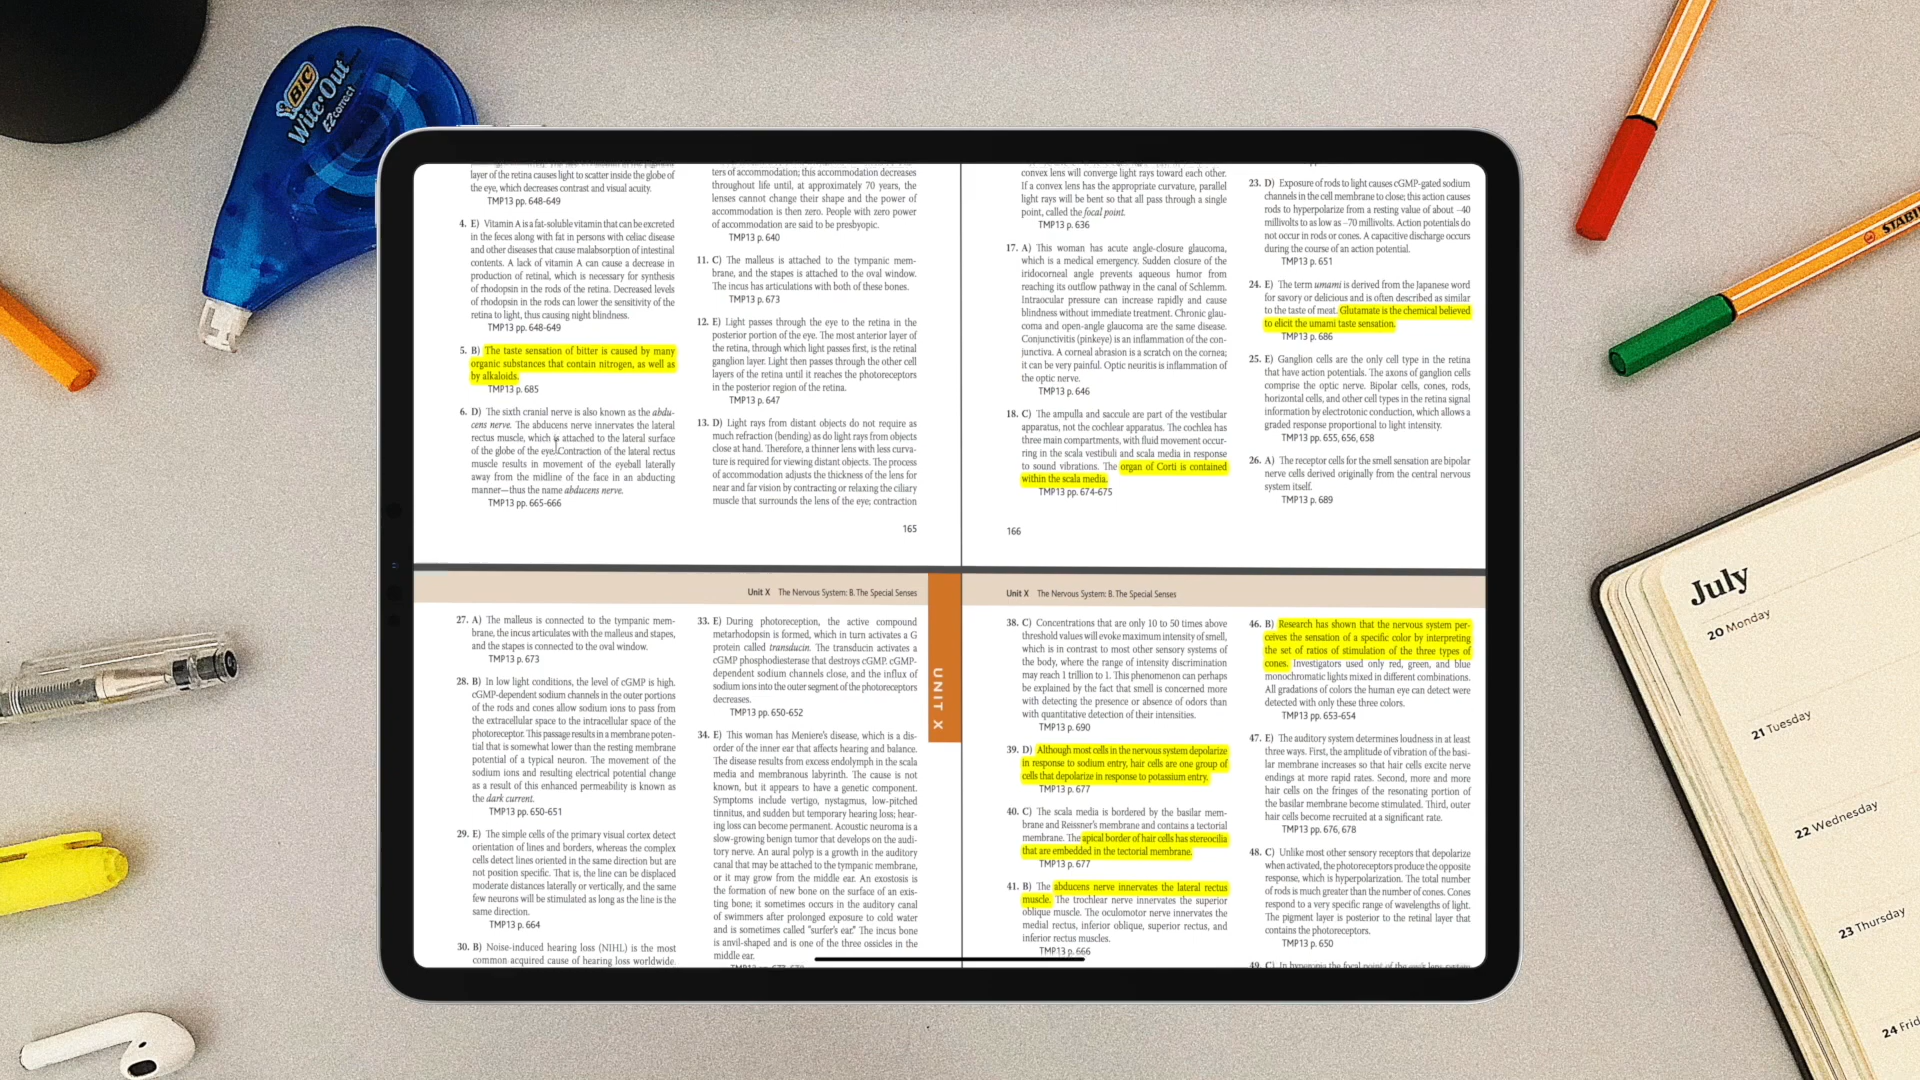 BIC
Wite·Out
EZcorrect
layer of the retina causes light to scatter inside the globe of
the eye, which decreases contrast and visual acuity.
TMP13 pp. 648-649
4. E) Vitamin A is a fat-soluble vitamin that can be excreted
in the feces along with fat in persons with celiac disease
and other diseases that cause malabsorption of intestinal
contents. A lack of vitamin A can cause a decrease in
production of retinal, which is necessary for synthesis
of rhodopsin in the rods of the retina. Decreased levels
of rhodopsin in the rods can lower the sensitivity of the
retina to light, thus causing night blindness.
TMP13 pp. 648-649
5. B) The taste sensation of bitter is caused by many
organic substances that contain nitrogen, as well as
by alkaloids.
TMP13 p. 685
6. D) The sixth cranial nerve is also known as the abdu-
cens nerve. The abducens nerve innervates the lateral
rectus muscle, which is attached to the lateral surface
of the globe of the eye. Contraction of the lateral rectus
muscle results in movement of the eyeball laterally
away from the midline of the face in an abducting
manner—thus the name abducens nerve.
TMP13 pp. 665-666
ters of accommodation; this accommodation decreases
throughout life until, at approximately 70 years, the
lenses cannot change their shape and the power of
accommodation is then zero. People with zero power
of accommodation are said to be presbyopic.
TMP13 p. 640
11. C) The malleus is attached to the tympanic mem-
brane, and the stapes is attached to the oval window.
The incus has articulations with both of these bones.
TMP13 p. 673
12. E) Light passes through the eye to the retina in the
posterior portion of the eye. The most anterior layer of
the retina, through which light passes first, is the retinal
ganglion layer. Light then passes through the other cell
layers of the retina until it reaches the photoreceptors
in the posterior region of the retina.
TMP13 p. 647
13. D) Light rays from distant objects do not require as
much refraction (bending) as do light rays from objects
close at hand. Therefore, a thinner lens with less curva-
ture is required for viewing distant objects. The process
of accommodation adjusts the thickness of the lens for
near and far vision by contracting or relaxing the ciliary
muscle that surrounds the lens of the eye; contraction
165
convex lens will converge light rays toward each other.
If a convex lens has the appropriate curvature, parallel
light rays will be bent so that all pass through a single
point, called the focal point.
TMP13 p. 636
17. A) This woman has acute angle-closure glaucoma,
which is a medical emergency. Sudden closure of the
iridocorneal angle prevents aqueous humor from
reaching its outflow pathway in the canal of Schlemm.
Intraocular pressure can increase rapidly and cause
blindness without immediate treatment. Chronic glau-
coma and open-angle glaucoma are the same disease.
Conjunctivitis (pinkeye) is an inflammation of the con-
junctiva. A corneal abrasion is a scratch on the cornea;
it can be very painful. Optic neuritis is inflammation of
the optic nerve.
TMP13 p. 646
18. C) The ampulla and saccule are part of the vestibular
apparatus, not the cochlear apparatus. The cochlea has
three main compartments, with fluid movement occur-
ring in the scala vestibuli and scala media in response
to sound vibrations. The organ of Corti is contained
within the scala media.
TMP13 pp. 674-675
166
23. D) Exposure of rods to light causes cGMP-gated sodium
channels in the cell membrane to close; this action causes
rods to hyperpolarize from a resting value of about −40
millivolts to as low as −70 millivolts. Action potentials do
not occur in rods or cones. A capacitive discharge occurs
during the course of an action potential.
TMP13 p. 651
24. E) The term umami is derived from the Japanese word
for savory or delicious and is often described as similar
to the taste of meat. Glutamate is the chemical believed
to elicit the umami taste sensation.
TMP13 p. 686
25. E) Ganglion cells are the only cell type in the retina
that have action potentials. The axons of ganglion cells
comprise the optic nerve. Bipolar cells, cones, rods,
horizontal cells, and other cell types in the retina signal
information by electrotonic conduction, which allows a
graded response proportional to light intensity.
TMP13 pp. 655, 656, 658
26. A) The receptor cells for the smell sensation are bipolar
nerve cells derived originally from the central nervous
system itself.
TMP13 p. 689
Unit X The Nervous System: B. The Special Senses
27. A) The malleus is connected to the tympanic mem-
brane, the incus articulates with the malleus and stapes,
and the stapes is connected to the oval window.
TMP13 p. 673
28. B) In low light conditions, the level of cGMP is high.
cGMP-dependent sodium channels in the outer portions
of the rods and cones allow sodium ions to pass from
the extracellular space to the intracellular space of the
photoreceptor. This passage results in a membrane poten-
tial that is somewhat lower than the resting membrane
potential of a typical neuron. The movement of the
sodium ions and resulting electrical potential change
as a result of this enhanced permeability is known as
the dark current.
TMP13 pp. 650-651
29. E) The simple cells of the primary visual cortex detect
orientation of lines and borders, whereas the complex
cells detect lines oriented in the same direction but are
not position specific. That is, the line can be displaced
moderate distances laterally or vertically, and the same
few neurons will be stimulated as long as the line is the
same direction.
TMP13 p. 664
30. B) Noise-induced hearing loss (NIHL) is the most
common acquired cause of hearing loss worldwide.
33. E) During photoreception, the active compound
metarhodopsin is formed, which in turn activates a G
protein called transducin. The transducin activates a
cGMP phosphodiesterase that destroys cGMP. cGMP-
dependent sodium channels close, and the influx of
sodium ions into the outer segment of the photoreceptors
decreases.
TMP13 pp. 650-652
34. E) This woman has Meniere's disease, which is a dis-
order of the inner ear that affects hearing and balance.
The disease results from excess endolymph in the scala
media and membranous labyrinth. The cause is not
known, but it appears to have a genetic component.
Symptoms include vertigo, nystagmus, low-pitched
tinnitus, and sudden but temporary hearing loss; hear-
ing loss can become permanent. Acoustic neuroma is a
slow-growing benign tumor that develops on the audi-
tory nerve. An aural polyp is a growth in the auditory
canal that may be attached to the tympanic membrane,
or it may grow from the middle ear. An exostosis is
the formation of new bone on the surface of an exis-
ting bone; it sometimes occurs in the auditory canal
of swimmers after prolonged exposure to cold water
and is sometimes called "surfer's ear." The incus bone
is anvil-shaped and is one of the three ossicles in the
middle ear.
UNIT X
Unit X The Nervous System: B. The Special Senses
38. C) Concentrations that are only 10 to 50 times above
threshold values will evoke maximum intensity of smell,
which is in contrast to most other sensory systems of
the body, where the range of intensity discrimination
may reach 1 trillion to 1. This phenomenon can perhaps
be explained by the fact that smell is concerned more
with detecting the presence or absence of odors than
with quantitative detection of their intensities.
TMP13 p. 690
39. D) Although most cells in the nervous system depolarize
in response to sodium entry, hair cells are one group of
cells that depolarize in response to potassium entry.
TMP13 p. 677
40. C) The scala media is bordered by the basilar mem-
brane and Reissner's membrane and contains a tectorial
membrane. The apical border of hair cells has stereocilia
that are embedded in the tectorial membrane.
TMP13 p. 677
41. B) The abducens nerve innervates the lateral rectus
muscle. The trochlear nerve innervates the superior
oblique muscle. The oculomotor nerve innervates the
medial rectus, inferior oblique, superior rectus, and
inferior rectus muscles.
TMP13 p. 666
46. B) Research has shown that the nervous system per-
ceives the sensation of a specific color by interpreting
the set of ratios of stimulation of the three types of
cones. Investigators used only red, green, and blue
monochromatic lights mixed in different combinations.
All gradations of colors the human eye can detect were
detected with only these three colors.
TMP13 pp. 653-654
47. E) The auditory system determines loudness in at least
three ways. First, the amplitude of vibration of the basi-
lar membrane increases so that hair cells excite nerve
endings at more rapid rates. Second, more and more
hair cells on the fringes of the resonating portion of
the basilar membrane become stimulated. Third, outer
hair cells become recruited at a significant rate.
TMP13 pp. 676, 678
48. C) Unlike most other sensory receptors that depolarize
when activated, the photoreceptors produce the opposite
response, which is hyperpolarization. The total number
of rods is much greater than the number of cones. Cones
respond to a very specific range of wavelengths of light.
The pigment layer is posterior to the retinal layer that
contains the photoreceptors.
TMP13 p. 650
49. C) In hyperopia the focal point of the eye's lens system
STABIL
July
20 Monday
21 Tuesday
22 Wednesday
23 Thursday
24 Frid